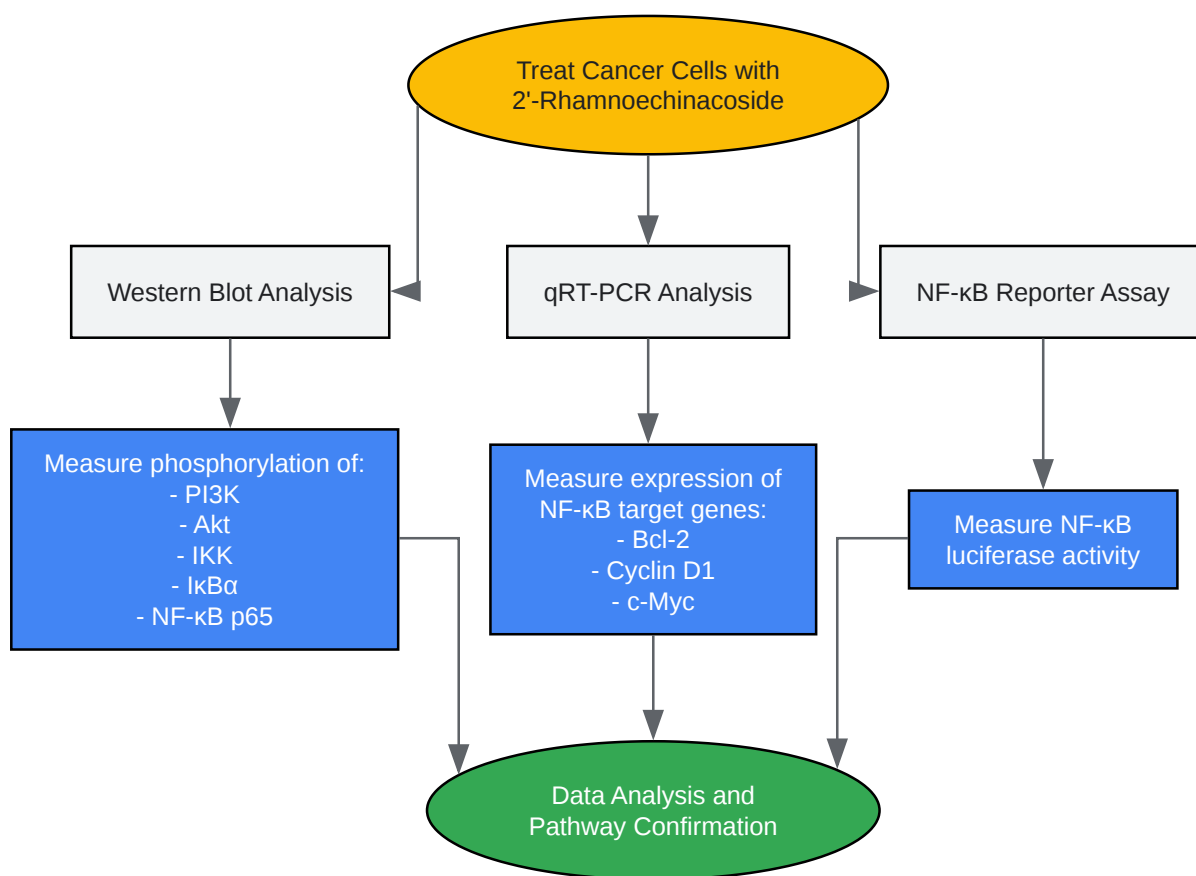 Treat Cancer Cells with
2'-Rhamnoechinacoside
Western Blot Analysis
qRT-PCR Analysis
NF-κB Reporter Assay
Measure phosphorylation of:
- PI3K
- Akt
- IKK
- IκBα
- NF-κB p65
Measure expression of
NF-κB target genes:
- Bcl-2
- Cyclin D1
- c-Myc
Measure NF-κB
luciferase activity
Data Analysis and
Pathway Confirmation